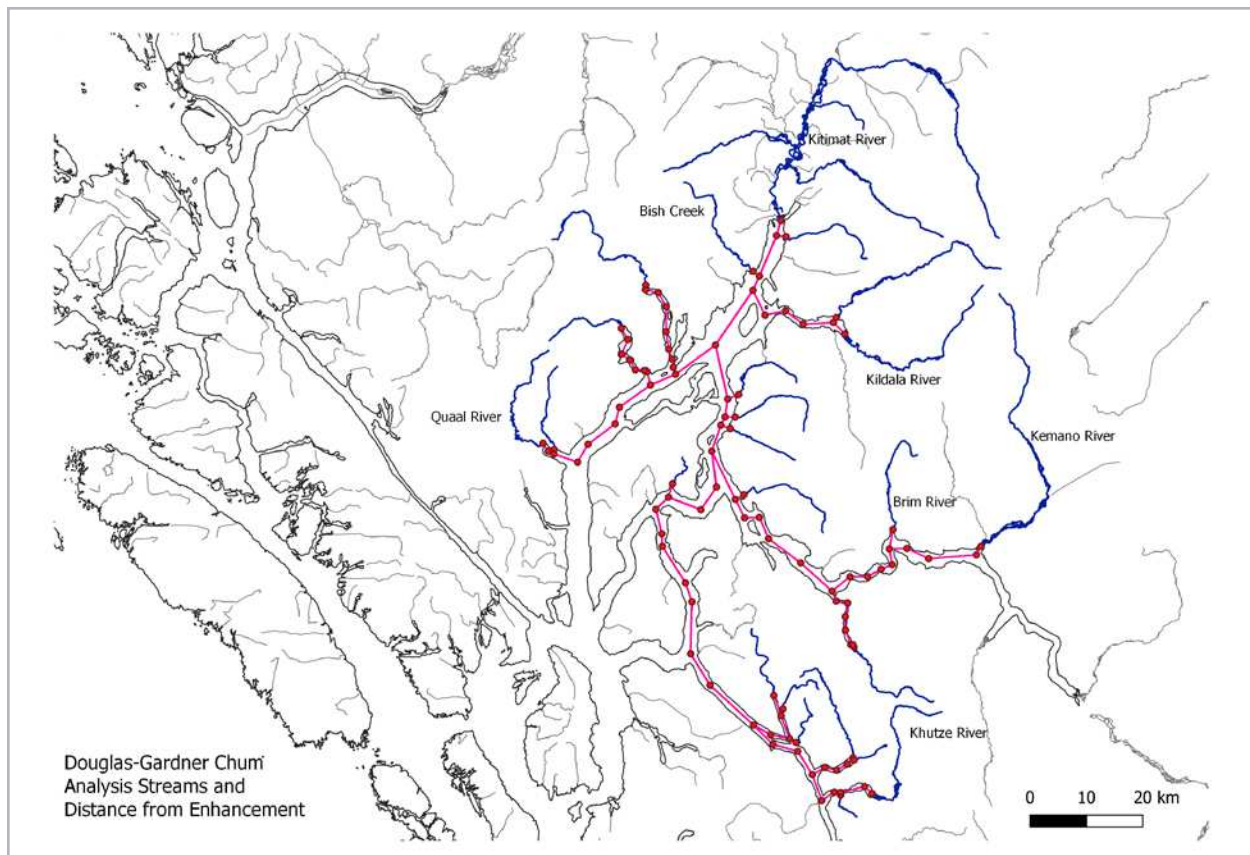 Kitimat River
Bish Creek
Kildala River
Quaal River
Kemano River
Brim River
Khutze River
Douglas-Gardner Chum
Analysis Streams and
Distance from Enhancement
0 10 20 km